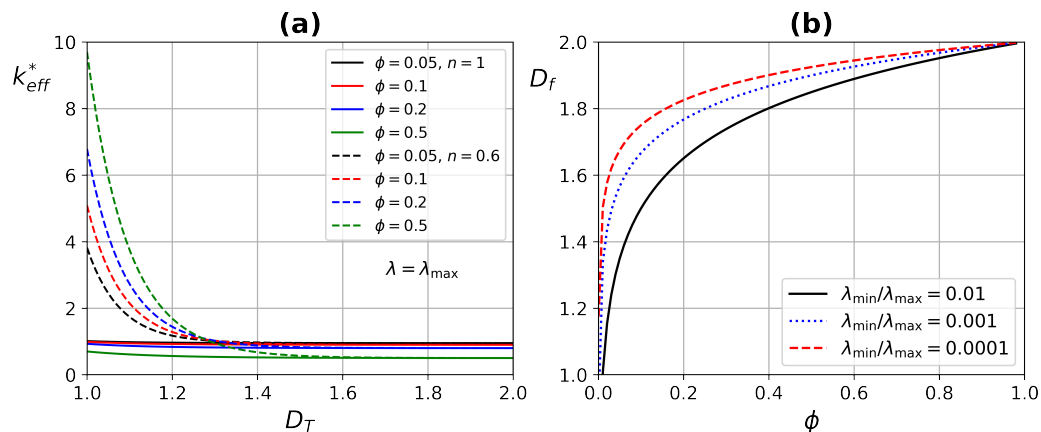 (a)
k*eff
10
8
6
4
2
0
1.0 1.2 1.4 1.6 1.8 2.0
D_T
ϕ = 0.05, n = 1
ϕ = 0.1
ϕ = 0.2
ϕ = 0.5
ϕ = 0.05, n = 0.6
ϕ = 0.1
ϕ = 0.2
ϕ = 0.5
λ = λmax
(b)
D_f
2.0
1.8
1.6
1.4
1.2
1.0
0.0 0.2 0.4 0.6 0.8 1.0
ϕ
λmin/λmax = 0.01
λmin/λmax = 0.001
λmin/λmax = 0.0001